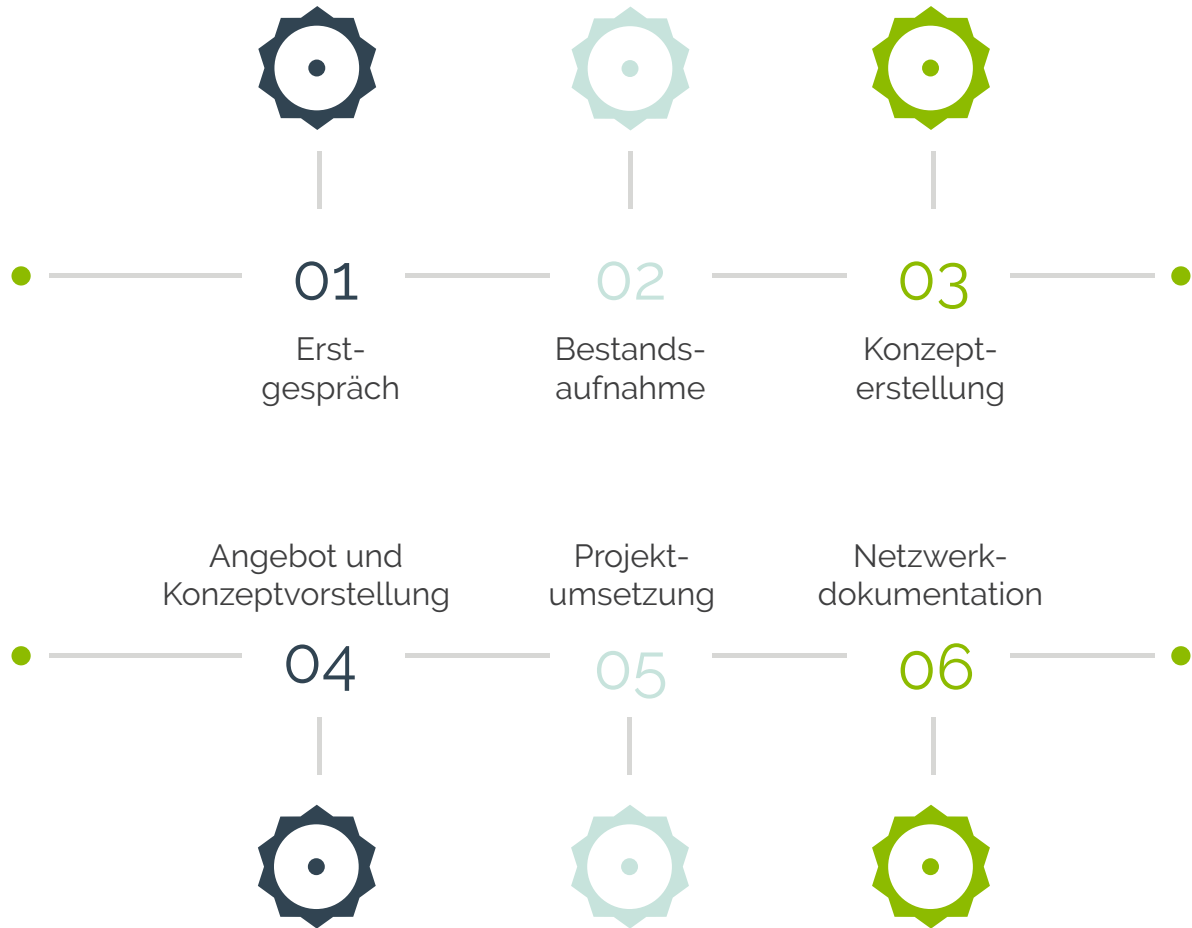 01
02
03
Erst-
gespräch
Bestands-
aufnahme
Konzept-
erstellung
Angebot und
Konzeptvorstellung
Projekt-
umsetzung
Netzwerk-
dokumentation
04
05
06